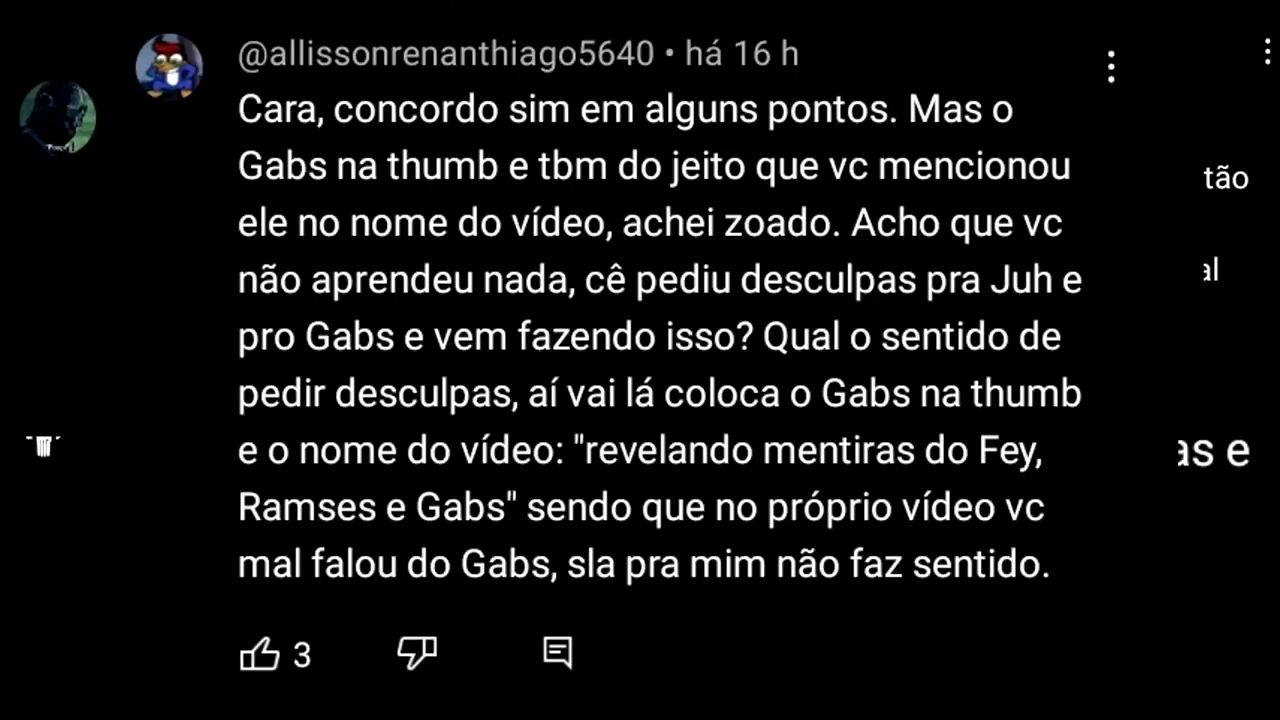 @allissonrenanthiago5640 • há 16 h
Cara, concordo sim em alguns pontos. Mas o
Gabs na thumb e tbm do jeito que vc mencionou
ele no nome do vídeo, achei zoado. Acho que vc
não aprendeu nada, cê pediu desculpas pra Juh e
pro Gabs e vem fazendo isso? Qual o sentido de
pedir desculpas, aí vai lá coloca o Gabs na thumb
e o nome do vídeo: "revelando mentiras do Fey,
Ramses e Gabs" sendo que no próprio vídeo vc
mal falou do Gabs, sla pra mim não faz sentido.
3
tão
al
as e